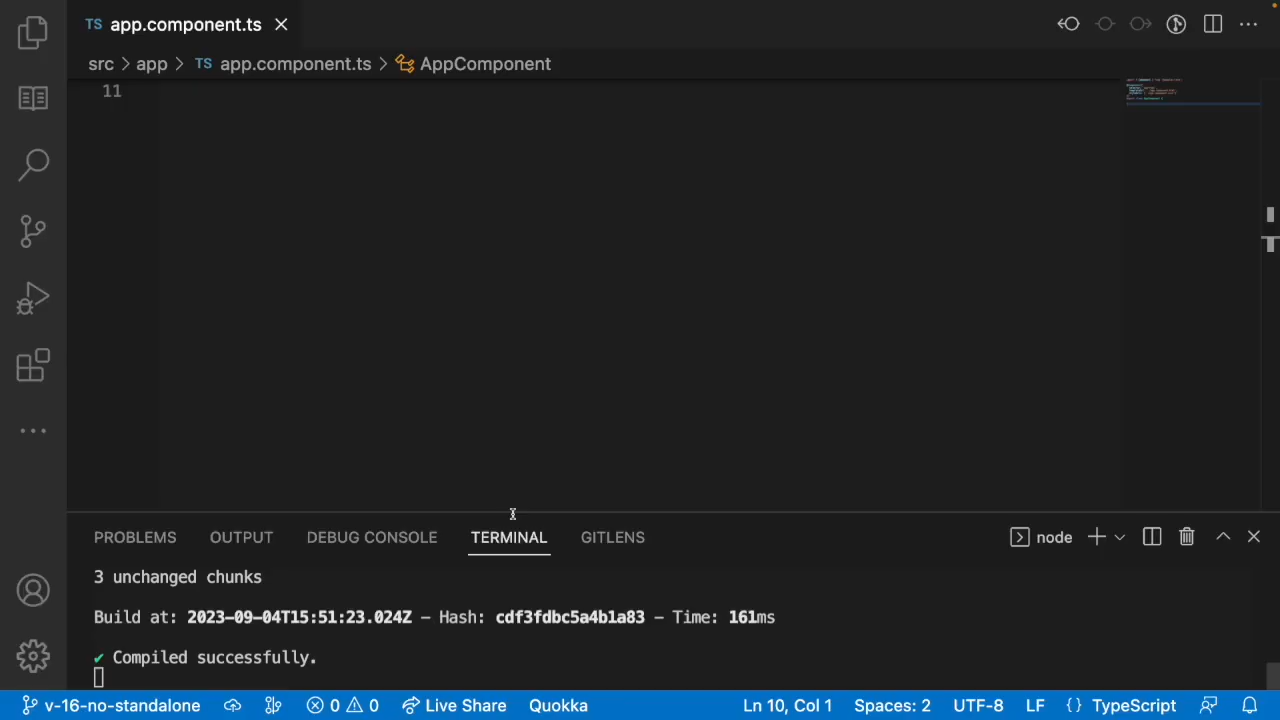 TS app.component.ts
src > app > TS app.component.ts > AppComponent
11
PROBLEMS OUTPUT DEBUG CONSOLE TERMINAL GITLENS node
3 unchanged chunks
Build at: 2023-09-04T15:51:23.024Z - Hash: cdf3fdbc5a4b1a83 - Time: 161ms
✔ Compiled successfully.
v-16-no-standalone 0 0 Live Share Quokka Ln 10, Col 1 Spaces: 2 UTF-8 LF {} TypeScript